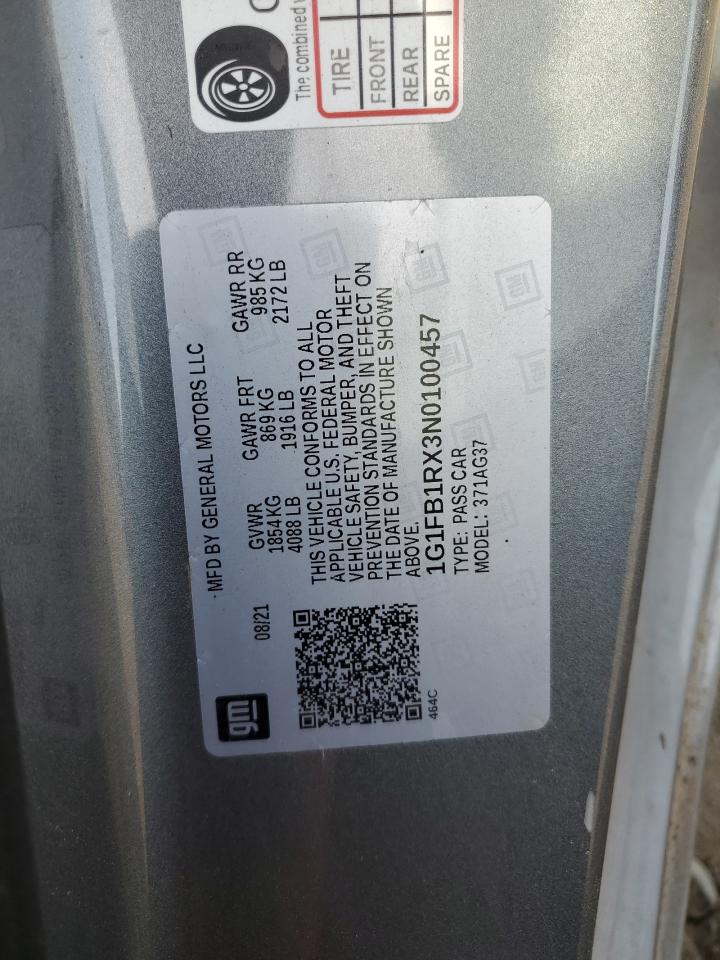 MFD BY GENERAL MOTORS LLC
08/21
GVWR GAWR FRT GAWR RR
1854 KG 869 KG 985 KG
4088 LB 1916 LB 2172 LB
THIS VEHICLE CONFORMS TO ALL
APPLICABLE U.S. FEDERAL MOTOR
VEHICLE SAFETY, BUMPER, AND THEFT
PREVENTION STANDARDS IN EFFECT ON
THE DATE OF MANUFACTURE SHOWN
ABOVE.
1G1FB1RX3N0100457
TYPE: PASS CAR
MODEL: 371AG37
464C
gm
The combined
TIRE
FRONT
REAR
SPARE